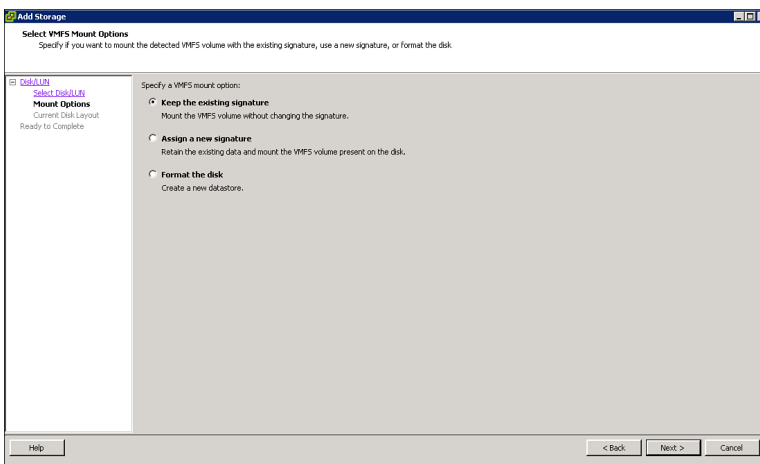 Add Storage
Select VMFS Mount Options
Specify if you want to mount the detected VMFS volume with the existing signature, use a new signature, or format the disk
Disk/LUN
Select Disk/LUN
Mount Options
Current Disk Layout
Ready to Complete
Specify a VMFS mount option:
Keep the existing signature
Mount the VMFS volume without changing the signature.
Assign a new signature
Retain the existing data and mount the VMFS volume present on the disk.
Format the disk
Create a new datastore.
Help
< Back
Next >
Cancel